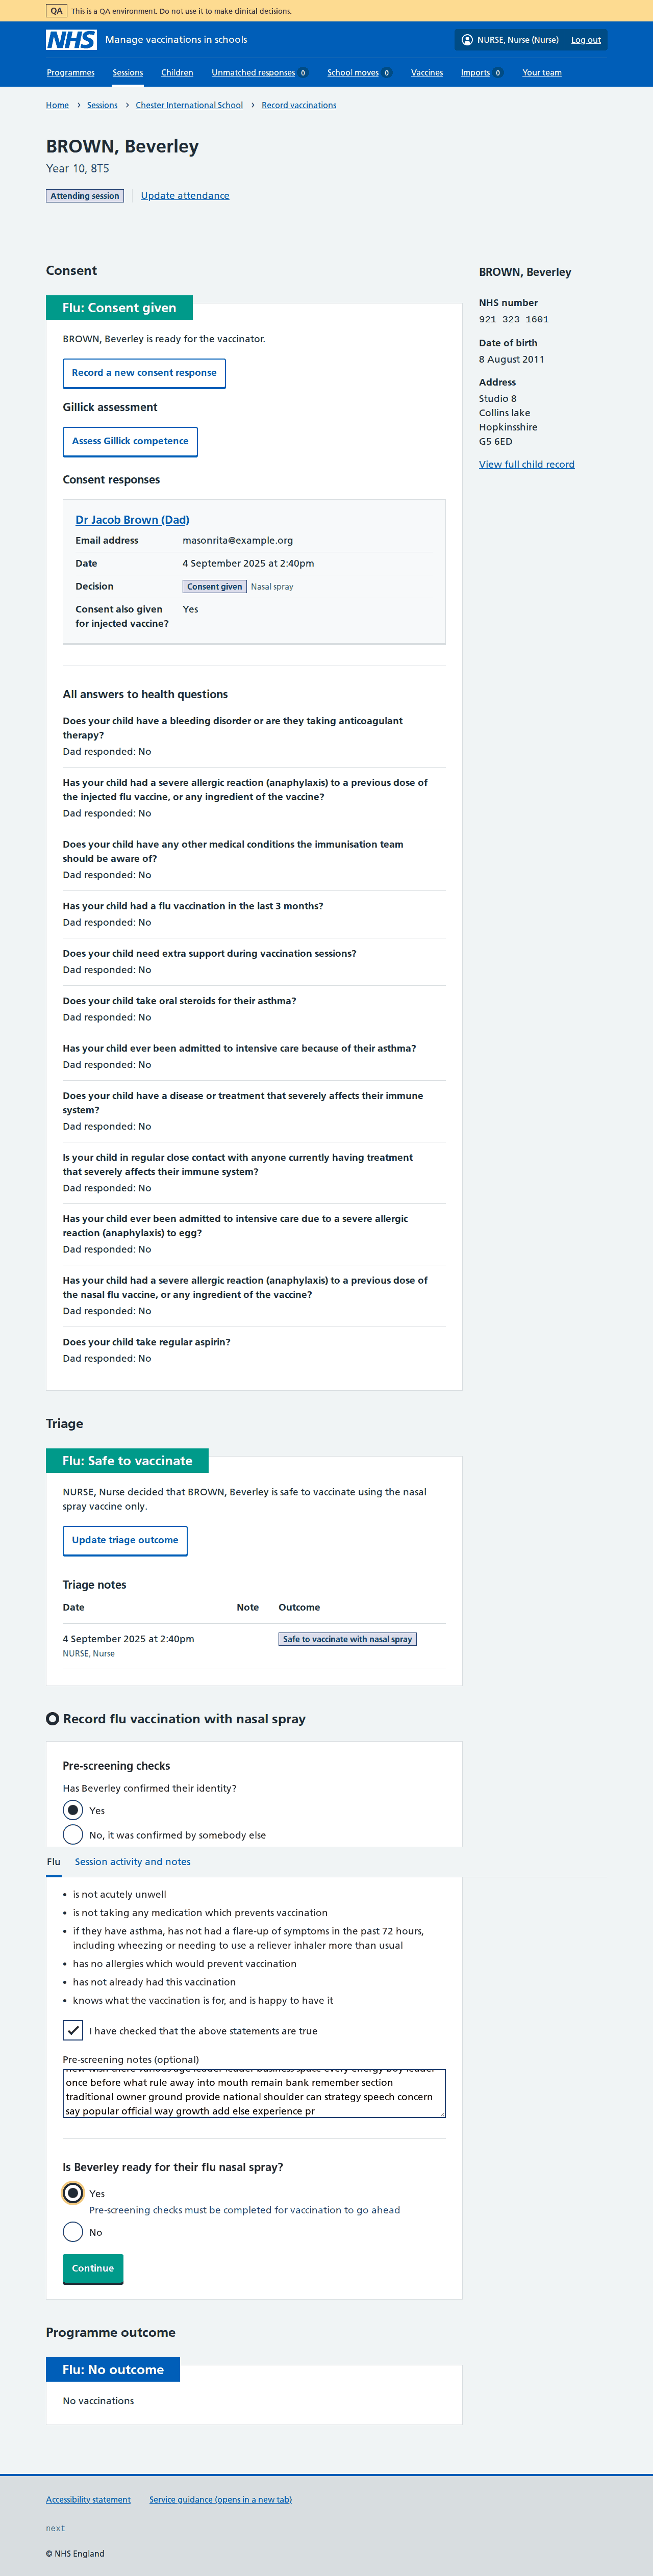 QA This is a QA environment. Do not use it to make clinical decisions.
NHS Manage vaccinations in schools NURSE, Nurse (Nurse) Log out
Programmes Sessions Children Unmatched responses 0 School moves 0 Vaccines Imports 0 Your team
Home › Sessions › Chester International School › Record vaccinations
BROWN, Beverley
Year 10, 8T5
Attending session Update attendance
Consent
Flu: Consent given
BROWN, Beverley is ready for the vaccinator.
Record a new consent response
Gillick assessment
Assess Gillick competence
Consent responses
Dr Jacob Brown (Dad)
Email address masonrita@example.org
Date 4 September 2025 at 2:40pm
Decision Consent given Nasal spray
Consent also given Yes
for injected vaccine?
All answers to health questions
Does your child have a bleeding disorder or are they taking anticoagulant
therapy?
Dad responded: No
Has your child had a severe allergic reaction (anaphylaxis) to a previous dose of
the injected flu vaccine, or any ingredient of the vaccine?
Dad responded: No
Does your child have any other medical conditions the immunisation team
should be aware of?
Dad responded: No
Has your child had a flu vaccination in the last 3 months?
Dad responded: No
Does your child need extra support during vaccination sessions?
Dad responded: No
Does your child take oral steroids for their asthma?
Dad responded: No
Has your child ever been admitted to intensive care because of their asthma?
Dad responded: No
Does your child have a disease or treatment that severely affects their immune
system?
Dad responded: No
Is your child in regular close contact with anyone currently having treatment
that severely affects their immune system?
Dad responded: No
Has your child ever been admitted to intensive care due to a severe allergic
reaction (anaphylaxis) to egg?
Dad responded: No
Has your child had a severe allergic reaction (anaphylaxis) to a previous dose of
the nasal flu vaccine, or any ingredient of the vaccine?
Dad responded: No
Does your child take regular aspirin?
Dad responded: No
BROWN, Beverley
NHS number
921 323 1601
Date of birth
8 August 2011
Address
Studio 8
Collins lake
Hopkinsshire
G5 6ED
View full child record
Triage
Flu: Safe to vaccinate
NURSE, Nurse decided that BROWN, Beverley is safe to vaccinate using the nasal
spray vaccine only.
Update triage outcome
Triage notes
Date Note Outcome
4 September 2025 at 2:40pm Safe to vaccinate with nasal spray
NURSE, Nurse
Record flu vaccination with nasal spray
Pre-screening checks
Has Beverley confirmed their identity?
Yes
No, it was confirmed by somebody else
Flu Session activity and notes
• is not acutely unwell
• is not taking any medication which prevents vaccination
• if they have asthma, has not had a flare-up of symptoms in the past 72 hours,
including wheezing or needing to use a reliever inhaler more than usual
• has no allergies which would prevent vaccination
• has not already had this vaccination
• knows what the vaccination is for, and is happy to have it
I have checked that the above statements are true
Pre-screening notes (optional)
new wish there various age leader leader business space every energy boy leader
once before what rule away into mouth remain bank remember section
traditional owner ground provide national shoulder can strategy speech concern
say popular official way growth add else experience pr
Is Beverley ready for their flu nasal spray?
Yes
Pre-screening checks must be completed for vaccination to go ahead
No
Continue
Programme outcome
Flu: No outcome
No vaccinations
Accessibility statement Service guidance (opens in a new tab)
next
© NHS England